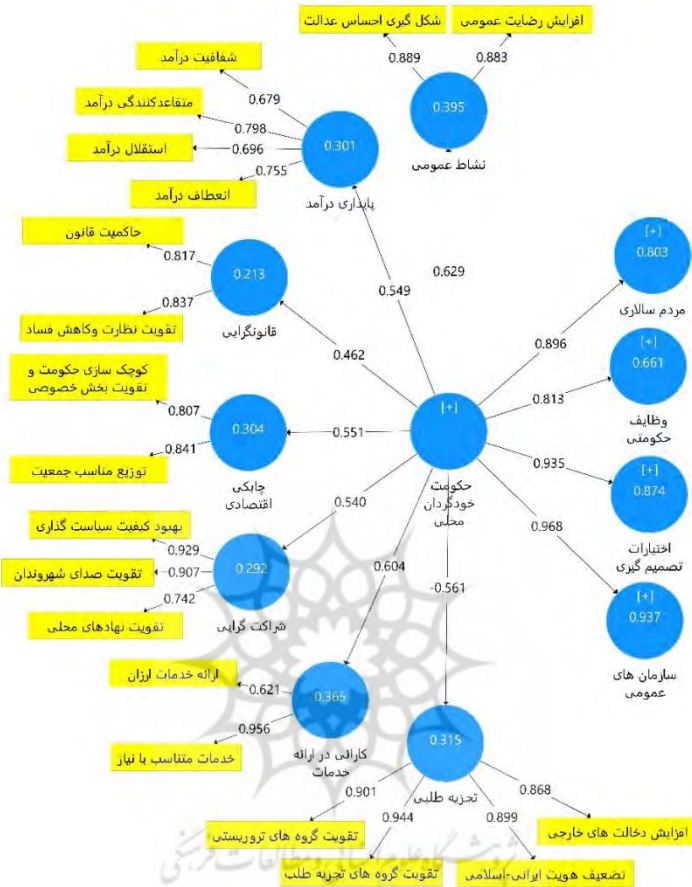 شکل گیری احساس عدالت
افزایش رضایت عمومی
0.889
0.883
0.395
نشاط عمومی
شفافیت درآمد
متقاعدکنندگی درآمد
استقلال درآمد
انعطاف درآمد
0.679
0.798
0.696
0.755
0.301
پایداری درآمد
0.629
0.549
حاکمیت قانون
0.817
0.213
0.837
تقویت نظارت وکاهش فساد
قانونگرایی
0.462
[+]
0.803
مردم سالاری
0.896
[+]
0.661
وظایف
حکومتی
0.813
کوچک سازی حکومت و
تقویت بخش خصوصی
0.807
0.304
0.841
توزیع مناسب جمعیت
چابکی
اقتصادی
0.551
[+]
حکومت
خودگردان
محلی
0.935
[+]
0.874
اختیارات
تصمیم گیری
0.968
0.540
بهبود کیفیت سیاست گذاری
0.929
تقویت صدای شهروندان
0.907
0.292
0.742
تقویت نهادهای محلی
شراکت گرایی
0.604
-0.561
[+]
0.937
سازمان های
عمومی
ارائه خدمات ارزان
0.621
0.365
0.956
خدمات متناسب با نیاز
کارائی در ارائه
خدمات
0.315
تجزیه طلبی
0.901
0.944
0.899
0.868
تقویت گروه های تروریستی
افزایش دخالت های خارجی
تقویت گروه های تجزیه طلب
تضعیف هویت ایرانی-اسلامی
پژوهشگاه علوم انسانی و مطالعات فرهنگی